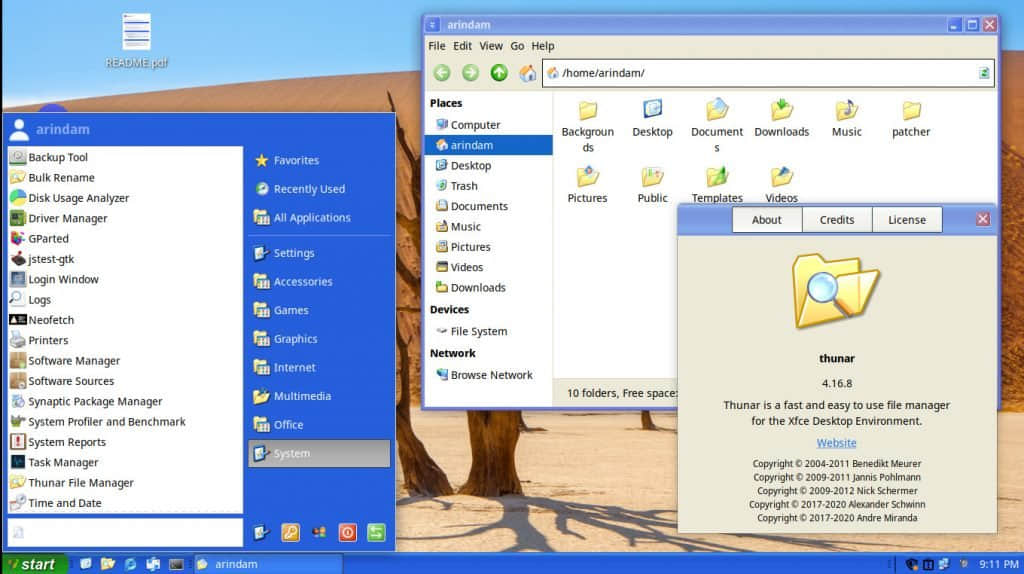 README.pdf
arindam
Backup Tool
Bulk Rename
Disk Usage Analyzer
Driver Manager
GParted
jstest-gtk
Login Window
Logs
Neofetch
Printers
Software Manager
Software Sources
Synaptic Package Manager
System Profiler and Benchmark
System Reports
Task Manager
Thunar File Manager
Time and Date
Favorites
Recently Used
All Applications
Settings
Accessories
Games
Graphics
Internet
Multimedia
Office
System
arindam
File Edit View Go Help
/home/arindam/
Places
Computer
arindam
Desktop
Trash
Documents
Music
Pictures
Videos
Downloads
Devices
File System
Network
Browse Network
Backgroun
ds
Desktop
Document
s
Downloads
Music
patcher
Pictures
Public
Templates
Videos
10 folders, Free space:
About Credits License
thunar
4.16.8
Thunar is a fast and easy to use file manager
for the Xfce Desktop Environment.
Website
Copyright © 2004-2011 Benedikt Meurer
Copyright © 2009-2011 Jannis Pohlmann
Copyright © 2009-2012 Nick Schermer
Copyright © 2017-2020 Alexander Schwinn
Copyright © 2017-2020 Andre Miranda
start
arindam
9:11 PM